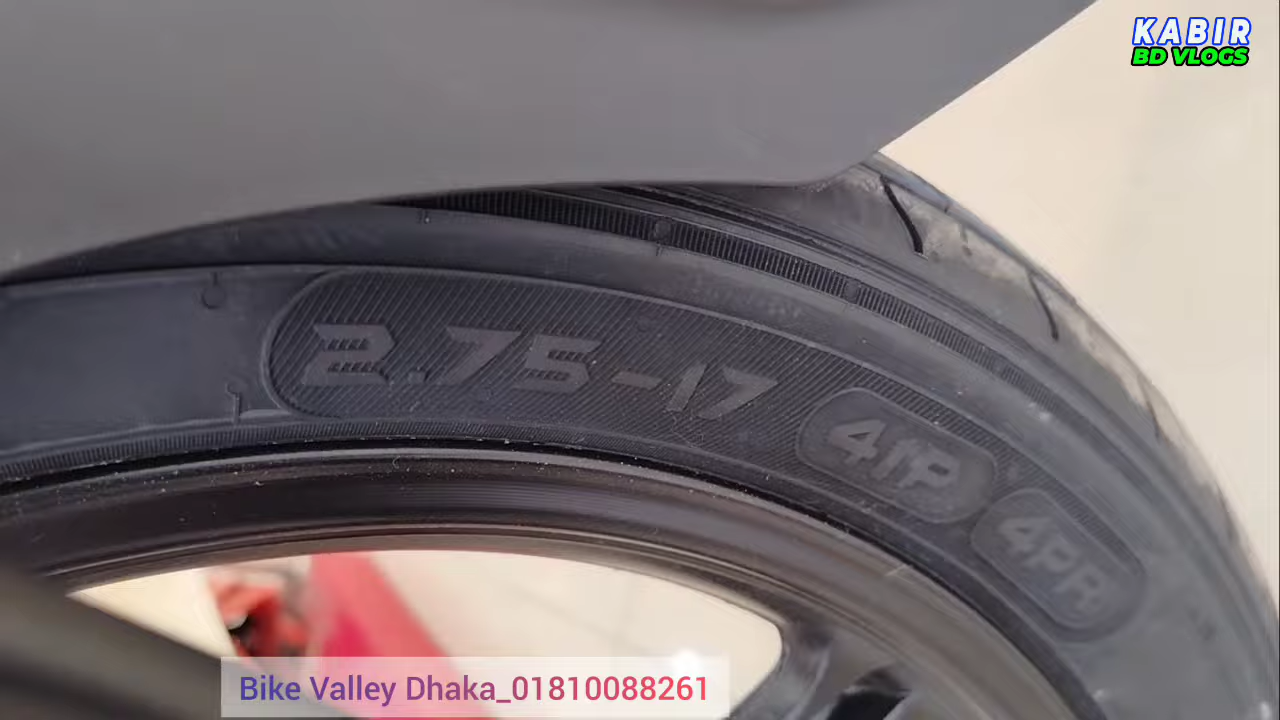 KABIR
BD VLOGS
2.75-17
41P
4PR
Bike Valley Dhaka_01810088261